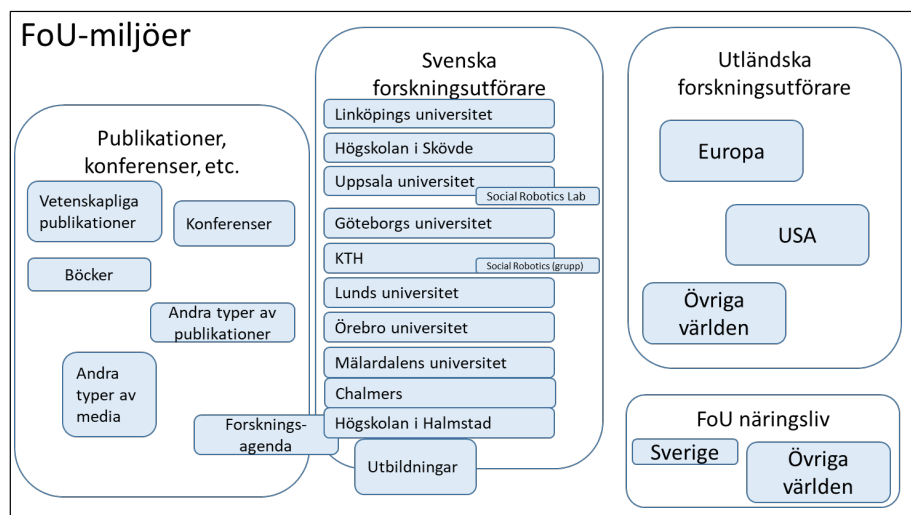 FoU-miljöer
Publikationer,
konferenser, etc.
Vetenskapliga
publikationer
Konferenser
Böcker
Andra typer av
publikationer
Andra
typer av
media
Forsknings-
agenda
Svenska
forskningsutförare
Linköpings universitet
Högskolan i Skövde
Uppsala universitet
Social Robotics Lab
Göteborgs universitet
KTH
Social Robotics (grupp)
Lunds universitet
Örebro universitet
Mälardalens universitet
Chalmers
Högskolan i Halmstad
Utbildningar
Utländska
forskningsutförare
Europa
USA
Övriga
världen
FoU näringsliv
Sverige
Övriga
världen